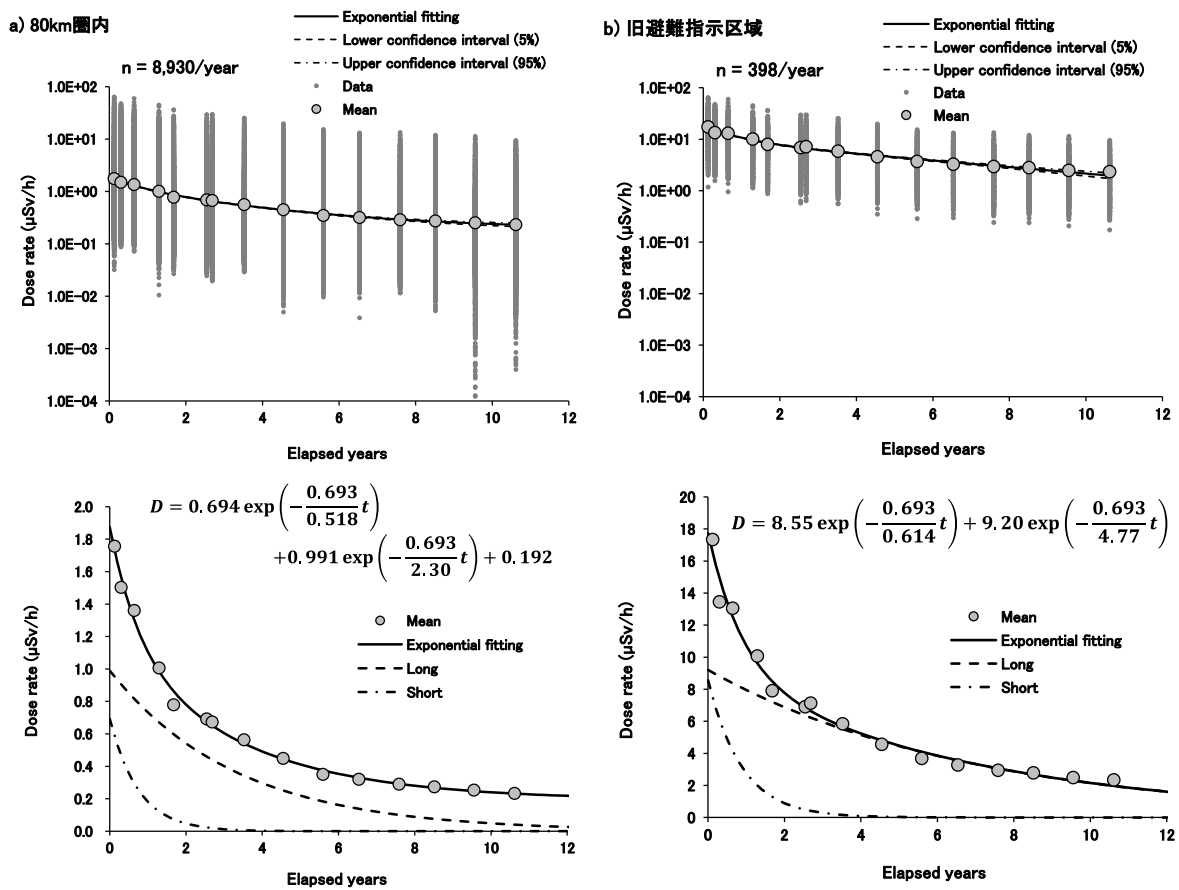 a) 80km圏内
Exponential fitting
Lower confidence interval (5%)
Upper confidence interval (95%)
Data
Mean
n = 8,930/year
1.0E+02
1.0E+01
1.0E+00
1.0E-01
1.0E-02
1.0E-03
1.0E-04
Dose rate (μSv/h)
0 2 4 6 8 10 12
Elapsed years
b) 旧避難指示区域
Exponential fitting
Lower confidence interval (5%)
Upper confidence interval (95%)
Data
Mean
n = 398/year
1.0E+02
1.0E+01
1.0E+00
1.0E-01
1.0E-02
1.0E-03
1.0E-04
Dose rate (μSv/h)
0 2 4 6 8 10 12
Elapsed years
D = 0.694 exp(-0.693/0.518 t)
+0.991 exp(-0.693/2.30 t) + 0.192
Mean
Exponential fitting
Long
Short
2.0
1.8
1.6
1.4
1.2
1.0
0.8
0.6
0.4
0.2
0.0
Dose rate (μSv/h)
0 2 4 6 8 10 12
Elapsed years
D = 8.55 exp(-0.693/0.614 t) + 9.20 exp(-0.693/4.77 t)
Mean
Exponential fitting
Long
Short
20
18
16
14
12
10
8
6
4
2
0
Dose rate (μSv/h)
0 2 4 6 8 10 12
Elapsed years